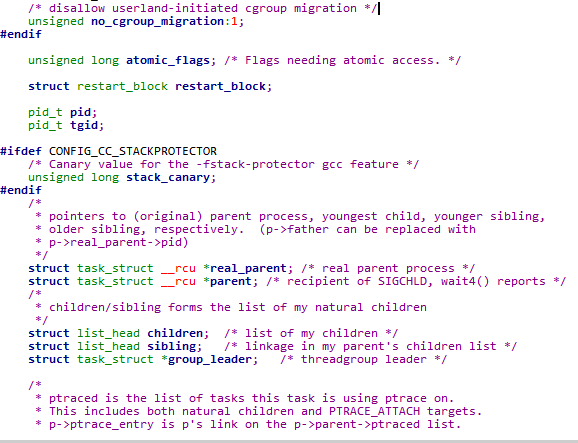 /* disallow userland-initiated cgroup migration */
unsigned no_cgroup_migration:1;
#endif
unsigned long atomic_flags; /* Flags needing atomic access. */
struct restart_block restart_block;
pid_t pid;
pid_t tgid;
#ifdef CONFIG_CC_STACKPROTECTOR
/* Canary value for the -fstack-protector gcc feature */
unsigned long stack_canary;
#endif
/*
* pointers to (original) parent process, youngest child, younger sibling,
* older sibling, respectively.  (p->father can be replaced with
* p->real_parent->pid)
*/
struct task_struct __rcu *real_parent; /* real parent process */
struct task_struct __rcu *parent; /* recipient of SIGCHLD, wait4() reports */
/*
* children/sibling forms the list of my natural children
*/
struct list_head children;  /* list of my children */
struct list_head sibling;   /* linkage in my parent's children list */
struct task_struct *group_leader;   /* threadgroup leader */
/*
* ptraced is the list of tasks this task is using ptrace on.
* This includes both natural children and PTRACE_ATTACH targets.
* p->ptrace_entry is p's link on the p->parent->ptraced list.